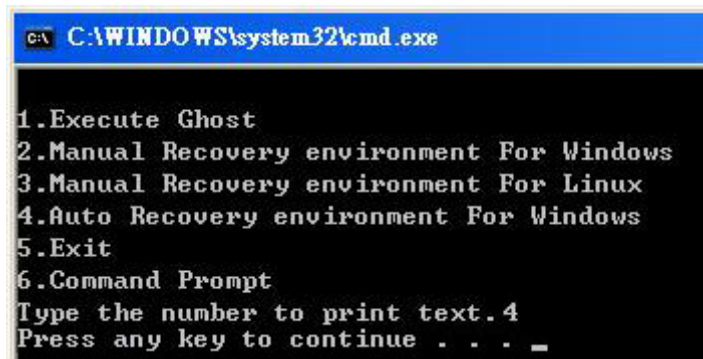 C:\WINDOWS\system32\cmd.exe
1.Execute Ghost
2.Manual Recovery environment For Windows
3.Manual Recovery environment For Linux
4.Auto Recovery environment For Windows
5.Exit
6.Command Prompt
Type the number to print text.4
Press any key to continue . . . _